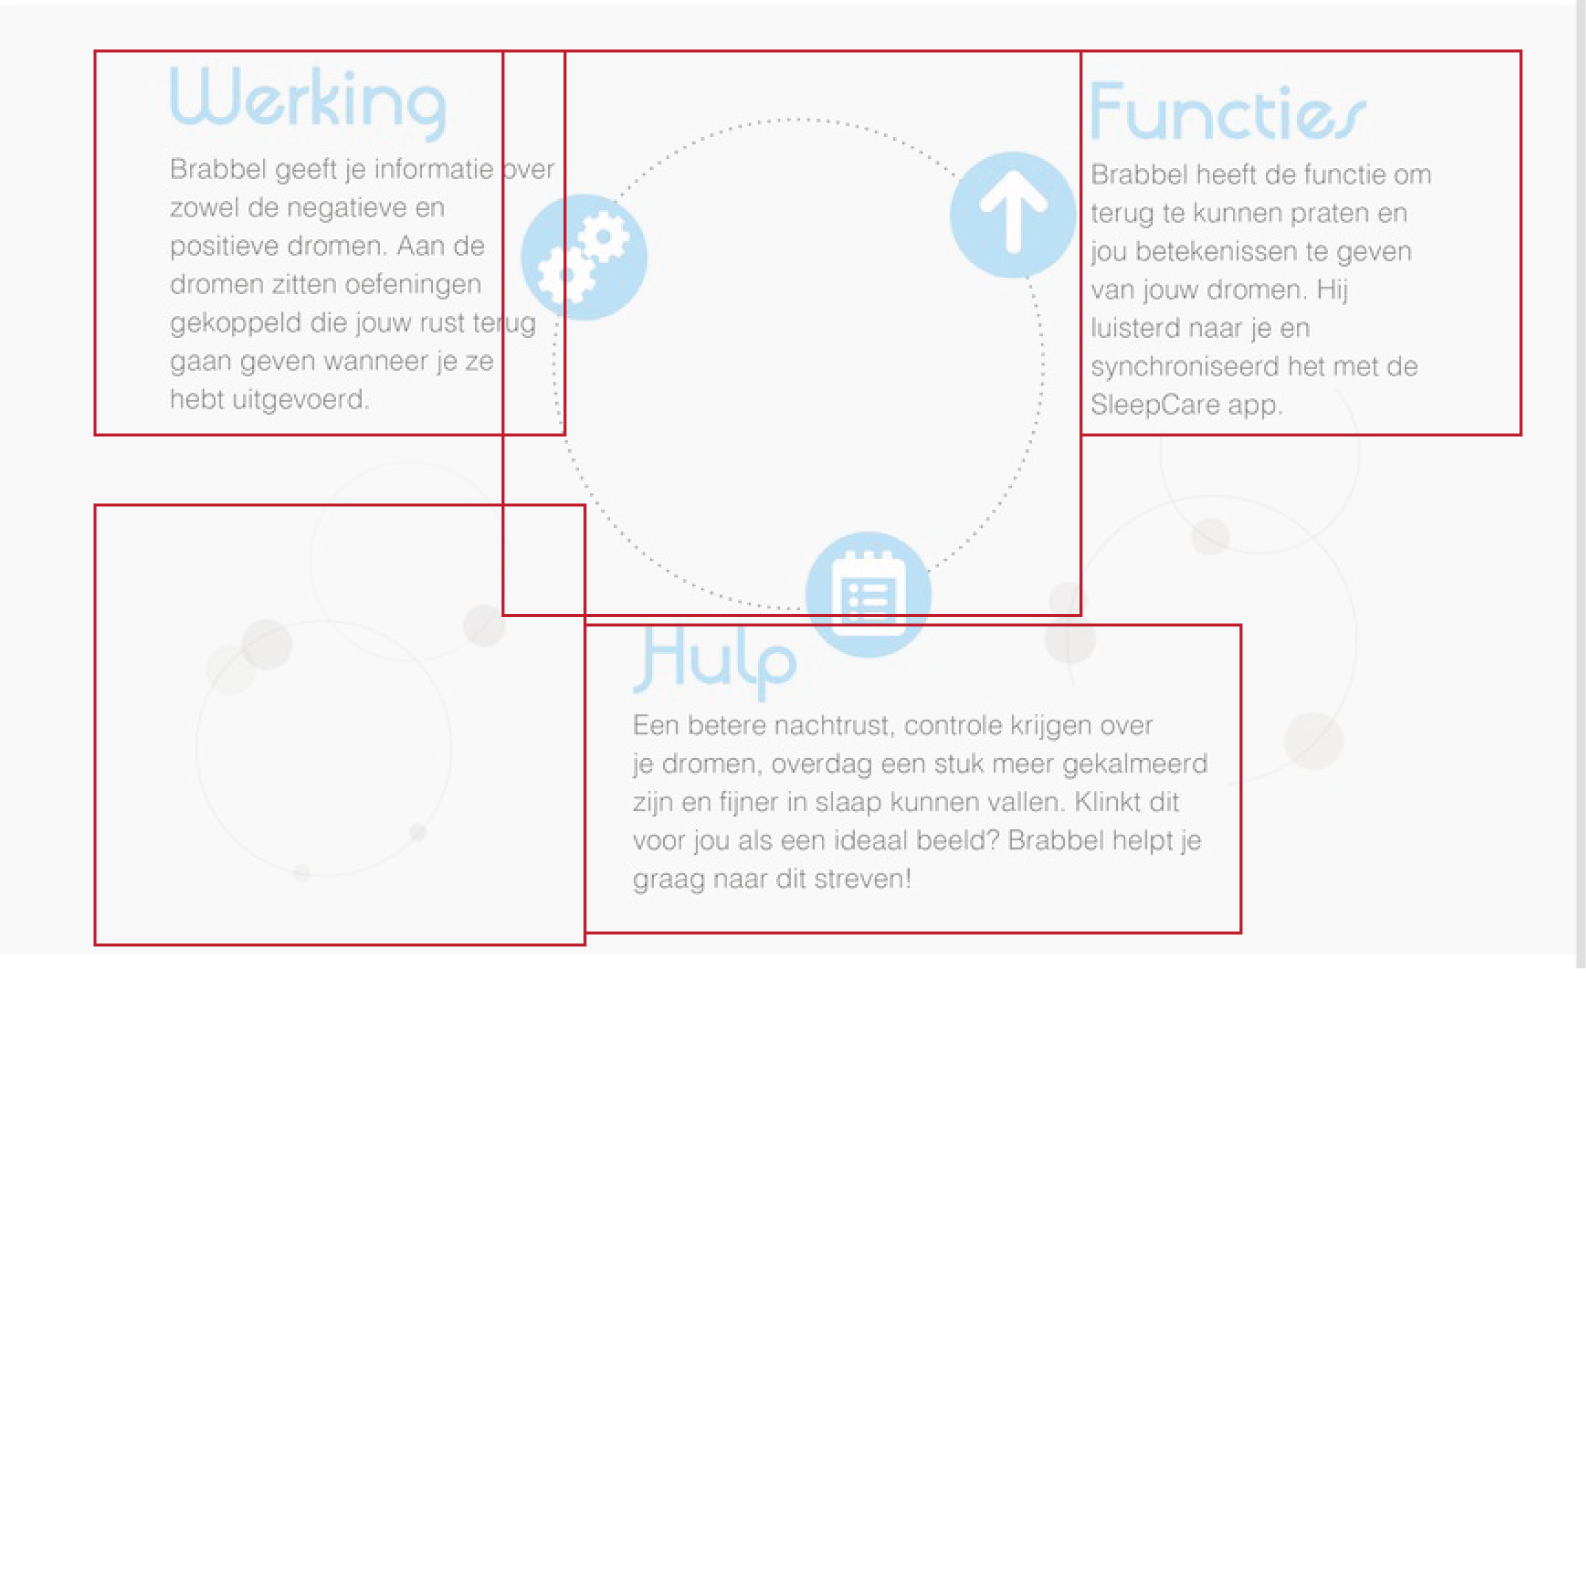 Werking
Brabbel geeft je informatie over
zowel de negatieve en
positieve dromen. Aan de
dromen zitten oefeningen
gekoppeld die jouw rust terug
gaan geven wanneer je ze
hebt uitgevoerd.
Functies
Brabbel heeft de functie om
terug te kunnen praten en
jou betekenissen te geven
van jouw dromen. Hij
luisterd naar je en
synchroniseerd het met de
SleepCare app.
Hulp
Een betere nachtrust, controle krijgen over
je dromen, overdag een stuk meer gekalmeerd
zijn en fijner in slaap kunnen vallen. Klinkt dit
voor jou als een ideaal beeld? Brabbel helpt je
graag naar dit streven!